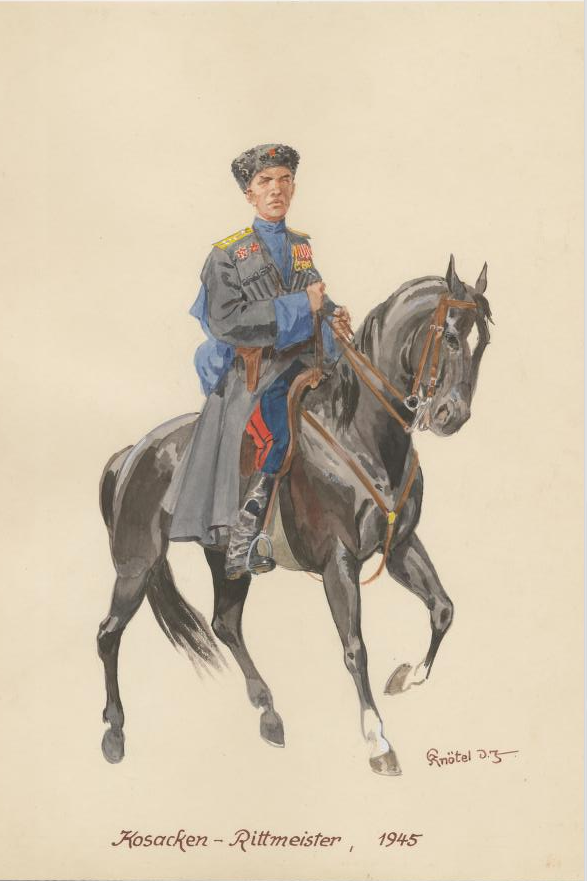 Knötel d.J.
Kosacken - Rittmeister, 1945